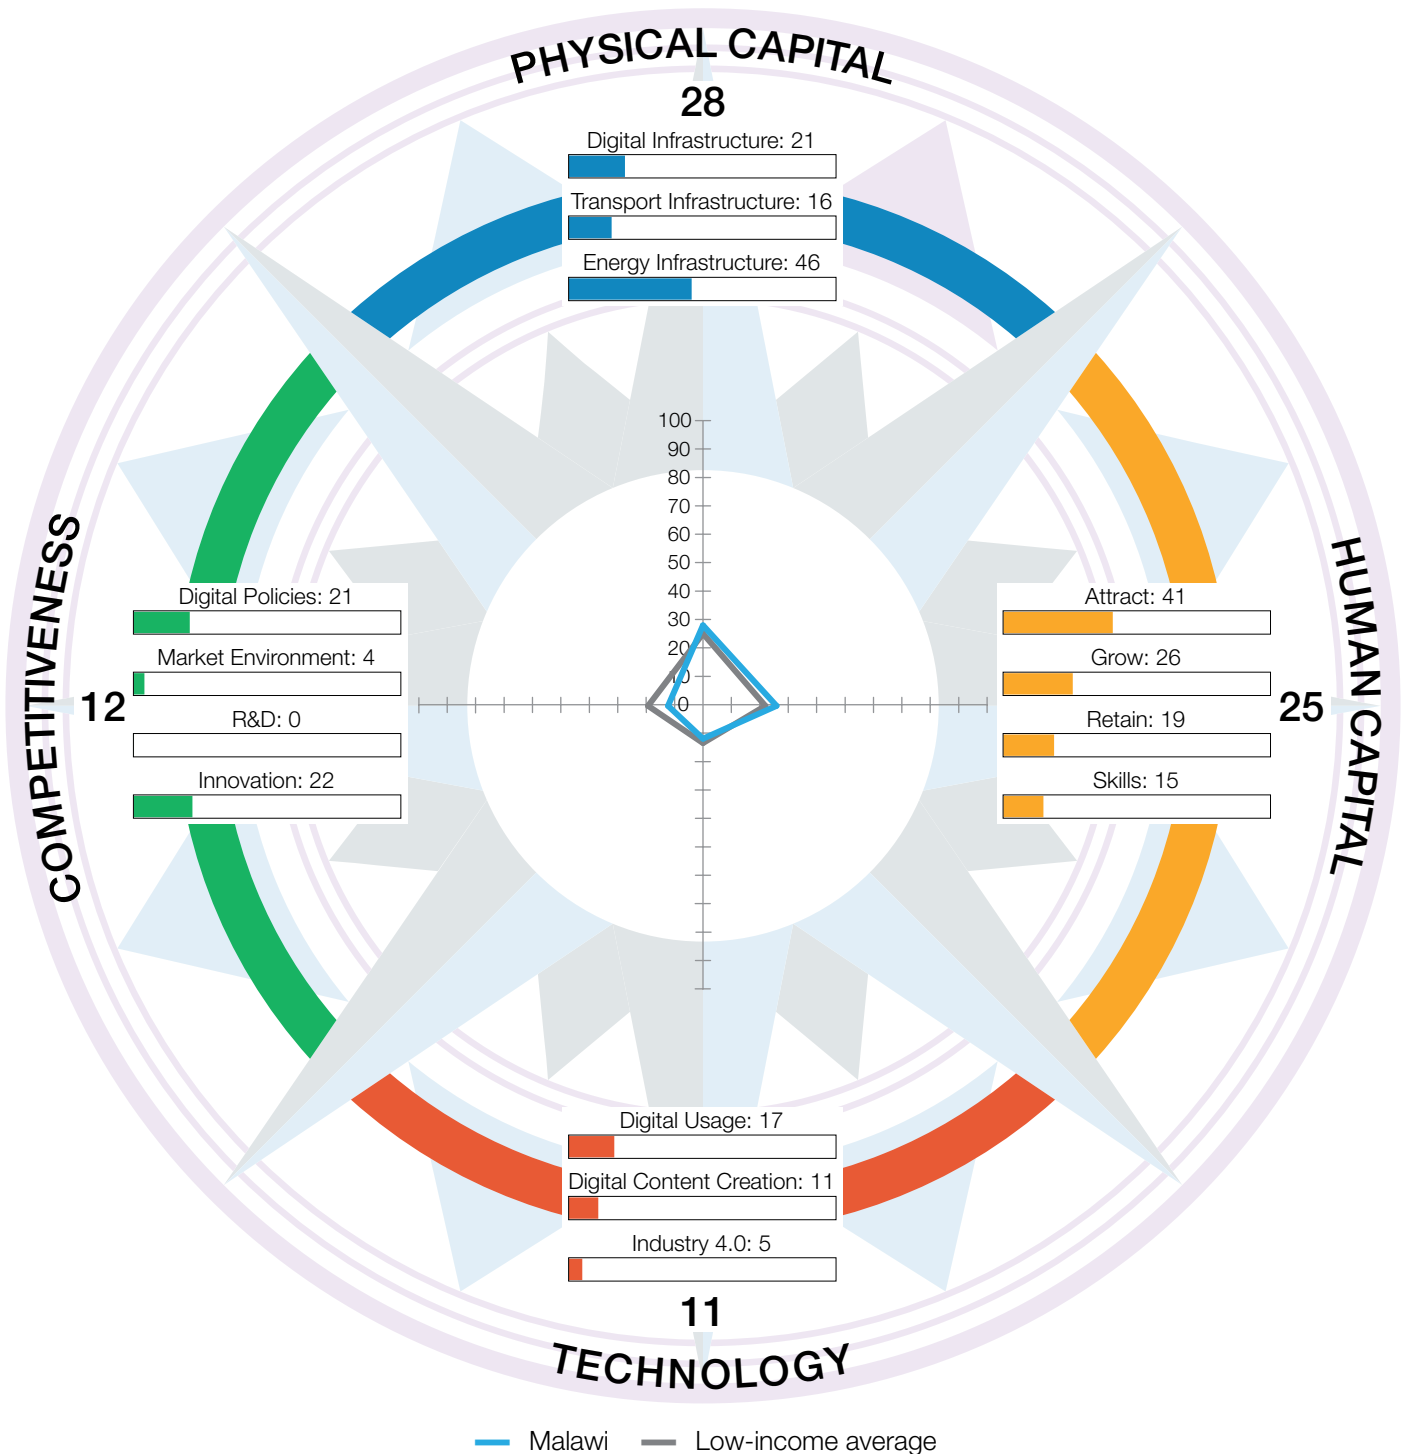 PHYSICAL CAPITAL
28
Digital Infrastructure: 21
Transport Infrastructure: 16
Energy Infrastructure: 46
100
90
80
70
60
50
40
30
20
10
0
COMPETITIVENESS
12
Digital Policies: 21
Market Environment: 4
R&D: 0
Innovation: 22
HUMAN CAPITAL
25
Attract: 41
Grow: 26
Retain: 19
Skills: 15
Digital Usage: 17
Digital Content Creation: 11
Industry 4.0: 5
11
TECHNOLOGY
Malawi
Low-income average